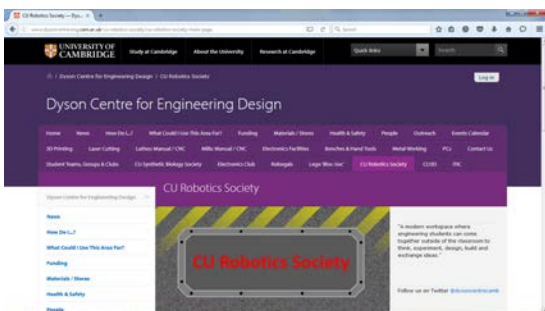 CU Robotics Society — Dys...
UNIVERSITY OF
CAMBRIDGE
Study at Cambridge
About the University
Research at Cambridge
Quick links
Search
/ Dyson Centre for Engineering Design / CU Robotics Society
Log in
Dyson Centre for Engineering Design
Home News How Do I...? What Could I Use This Area For? Funding Materials / Stores Health & Safety People Outreach Events Calendar
3D Printing Laser Cutting Lathes Manual / CNC Mills Manual / CNC Electronics Facilities Benches & Hand Tools Metal Working PCs Contact Us
Student Teams, Groups & Clubs CU Synthetic Biology Society Electronics Club Robogals CU Robotics Society
Dyson Centre for Engineering Design
CU Robotics Society
News
How Do I...?
What Could I Use This Area For?
Funding
Materials / Stores
Health & Safety
People
CU Robotics Society
"A modern workspace where
engineering students can come
together outside of the classroom to
think, experiment, design, build and
exchange ideas."
Follow us on Twitter @dysoncentrecamb